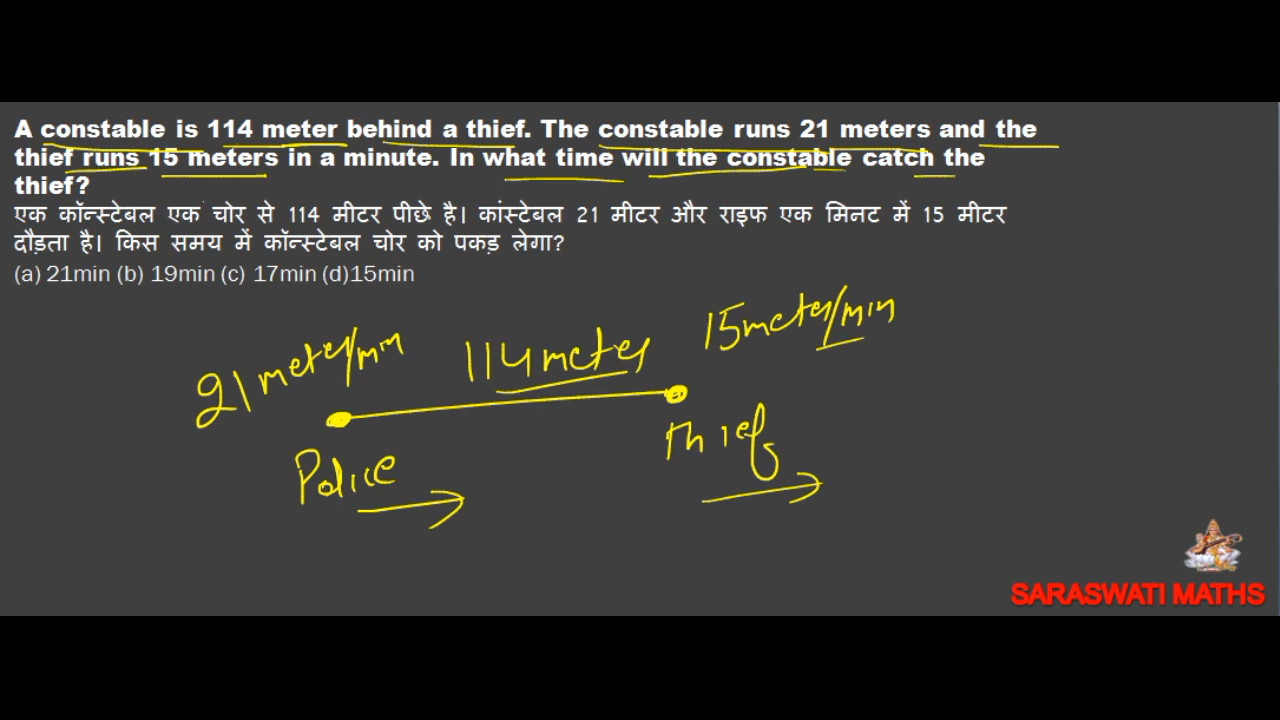 A constable is 114 meter behind a thief. The constable runs 21 meters and the
thief runs 15 meters in a minute. In what time will the constable catch the
thief?
एक कॉन्स्टेबल एक चोर से 114 मीटर पीछे है। कांस्टेबल 21 मीटर और राइफ एक मिनट में 15 मीटर
दौड़ता है। किस समय में कॉन्स्टेबल चोर को पकड़ लेगा?
(a) 21min (b) 19min (c) 17min (d)15min
21 meter/min
114 meter
15 meter/min
Police
Thief
SARASWATI MATHS